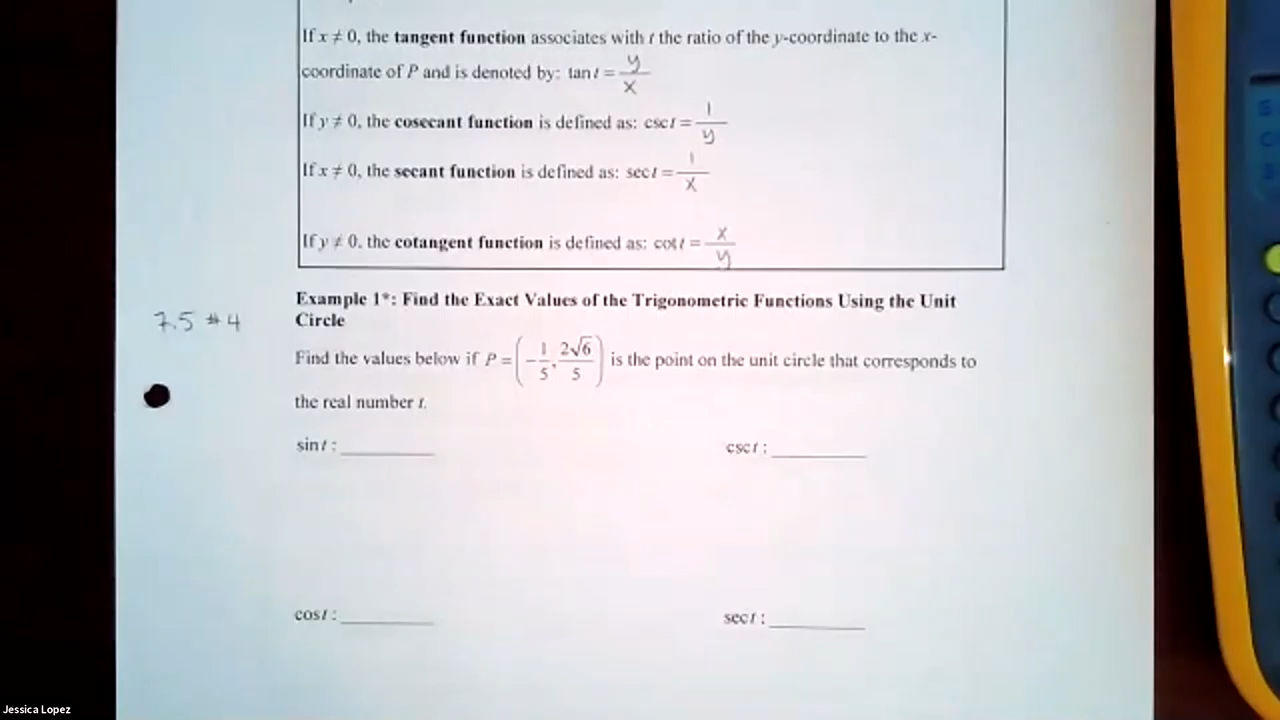 If x ≠ 0, the tangent function associates with t the ratio of the y-coordinate to the x-
coordinate of P and is denoted by: tan t = y/x
If y ≠ 0, the cosecant function is defined as: csc t = 1/y
If x ≠ 0, the secant function is defined as: sec t = 1/x
If y ≠ 0, the cotangent function is defined as: cot t = x/y
Example 1*: Find the Exact Values of the Trigonometric Functions Using the Unit
Circle
7.5 #4
Find the values below if P = (-1/5, 2√6/5) is the point on the unit circle that corresponds to
the real number t.
sin t : ________ csc t : ________
cos t : ________ sec t : ________
Jessica Lopez